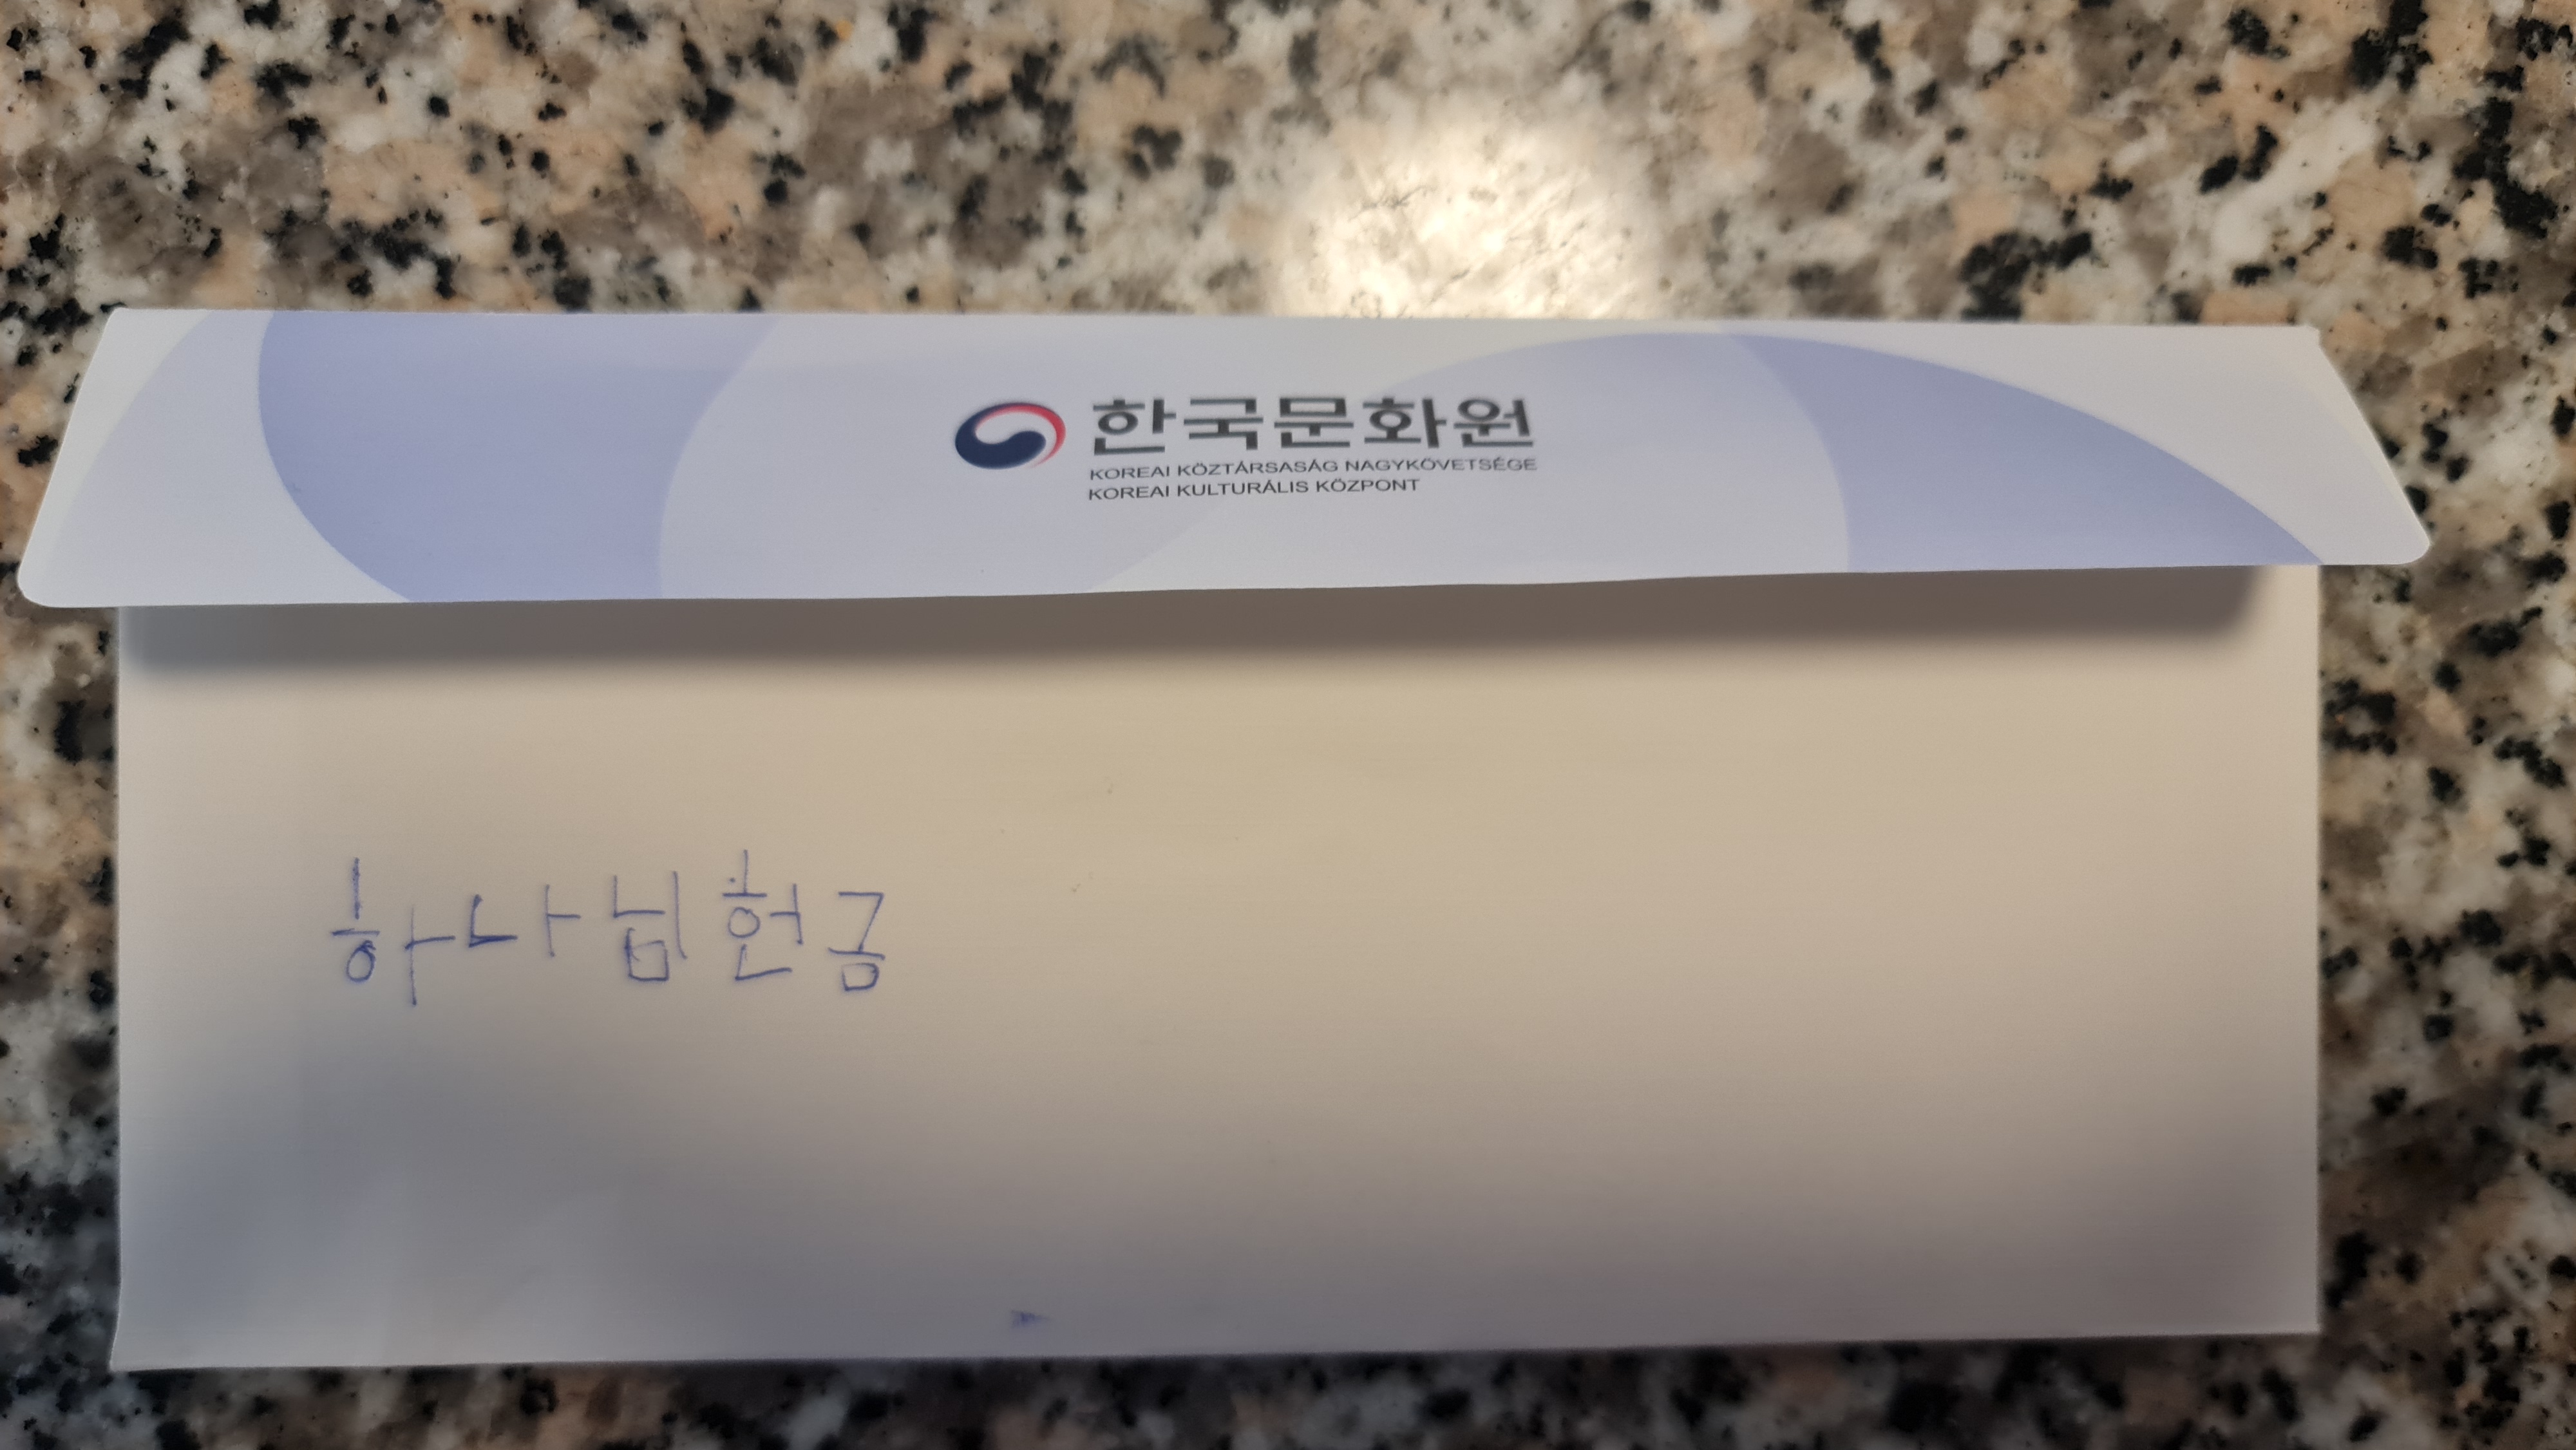 한국문화원
KOREAI KÖZTÁRSASÁG NAGYKÖVETSÉGE
KOREAI KULTURÁLIS KÖZPONT
하나님헌금